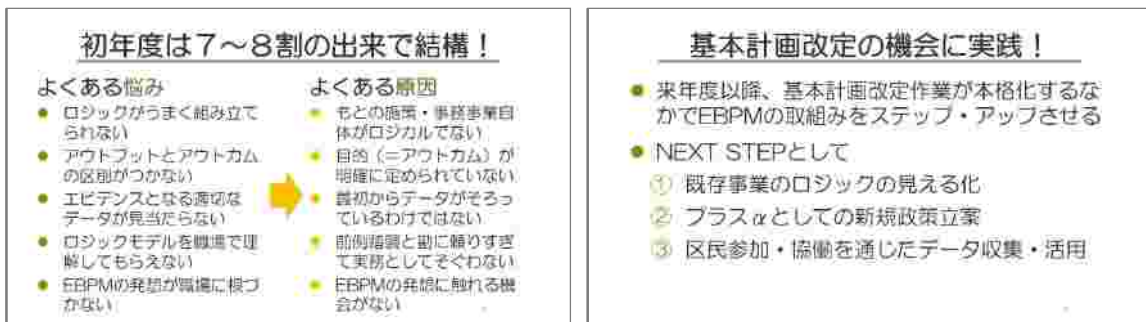 初年度は７～８割の出来で結構！
よくある悩み
● ロジックがうまく組み立て
られない
● アウトプットとアウトカム
の区別がつかない
● エビデンスとなる適切な
データが見当たらない
● ロジックモデルを職場で理
解してもらえない
● EBPMの発想が職場に根づ
かない
よくある原因
● もとの施策・事務事業自
体がロジカルでない
● 目的（＝アウトカム）が
明確に定められていない
● 最初からデータがそろっ
ているわけではない
● 前例踏襲と勘に頼りすぎ
て実務としてそぐわない
● EBPMの発想に触れる機
会がない
基本計画改定の機会に実践！
● 来年度以降、基本計画改定作業が本格化するな
かでEBPMの取組みをステップ・アップさせる
● NEXT STEPとして
① 既存事業のロジックの見える化
② プラスαとしての新規政策立案
③ 区民参加・協働を通じたデータ収集・活用